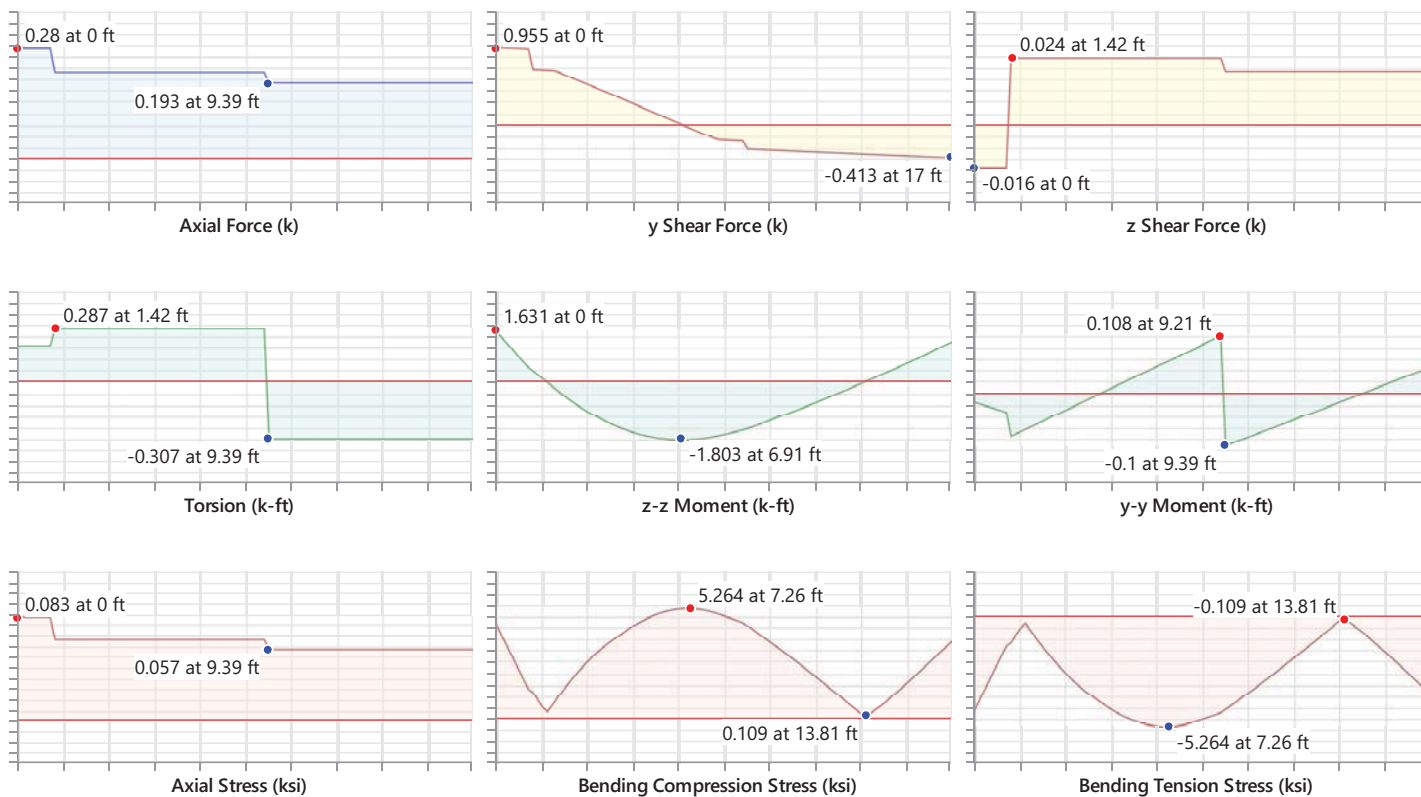 0.28 at 0 ft
0.193 at 9.39 ft
Axial Force (k)
0.955 at 0 ft
-0.413 at 17 ft
y Shear Force (k)
0.024 at 1.42 ft
-0.016 at 0 ft
z Shear Force (k)
0.287 at 1.42 ft
-0.307 at 9.39 ft
Torsion (k-ft)
1.631 at 0 ft
-1.803 at 6.91 ft
z-z Moment (k-ft)
0.108 at 9.21 ft
-0.1 at 9.39 ft
y-y Moment (k-ft)
0.083 at 0 ft
0.057 at 9.39 ft
Axial Stress (ksi)
5.264 at 7.26 ft
0.109 at 13.81 ft
Bending Compression Stress (ksi)
-0.109 at 13.81 ft
-5.264 at 7.26 ft
Bending Tension Stress (ksi)